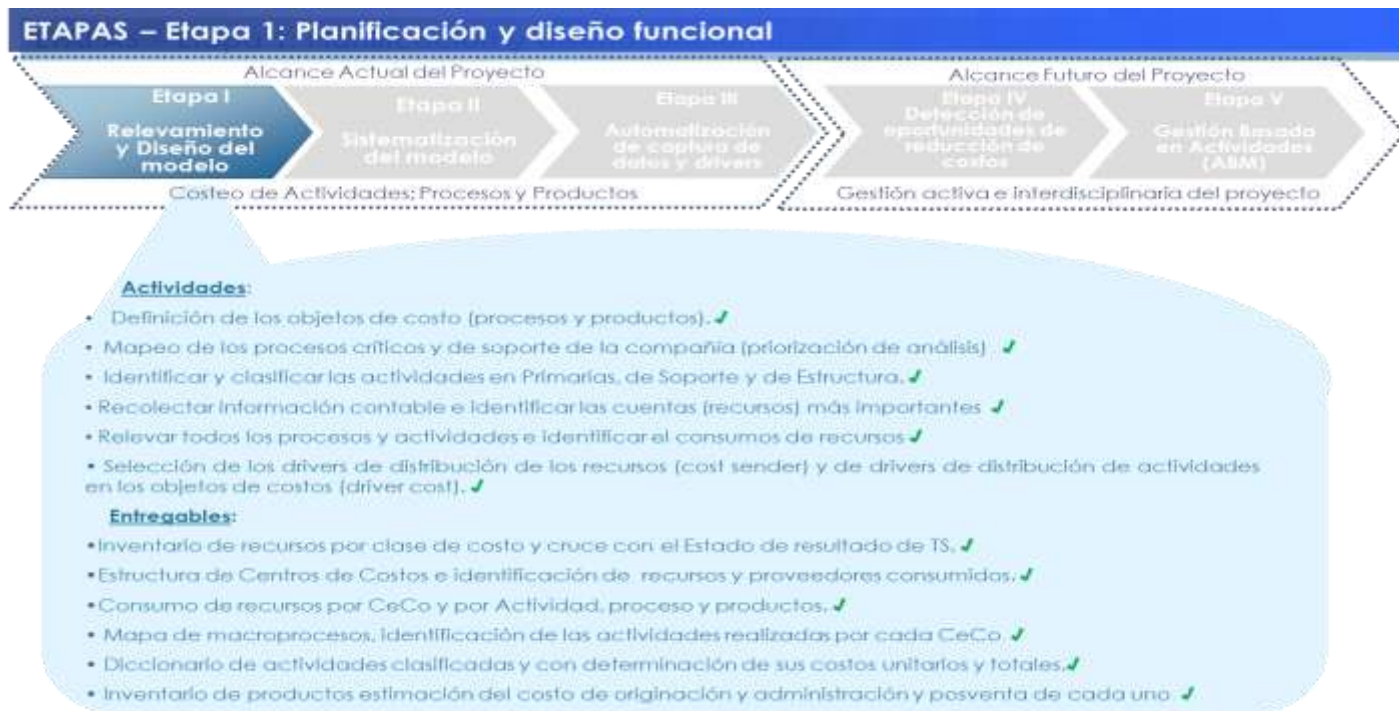 ETAPAS – Etapa 1: Planificación y diseño funcional
Alcance Actual del Proyecto
Alcance Futuro del Proyecto
Etapa I
Relevamiento
y Diseño del
modelo
Etapa II
Sistematización
del modelo
Etapa III
Automatización
de captura de
datos y drivers
Etapa IV
Detección de
oportunidades de
reducción de
costos
Etapa V
Gestión Basada
en Actividades
(ABM)
Costeo de Actividades; Procesos y Productos
Gestión activa e interdisciplinaria del proyecto
Actividades:
• Definición de los objetos de costo (procesos y productos). ✓
• Mapeo de los procesos críticos y de soporte de la compañía (priorización de análisis) ✓
• Identificar y clasificar las actividades en Primarias, de Soporte y de Estructura. ✓
• Recolectar información contable e identificar las cuentas (recursos) más importantes ✓
• Relevar todos los procesos y actividades e identificar el consumos de recursos ✓
• Selección de los drivers de distribución de los recursos (cost sender) y de drivers de distribución de actividades
en los objetos de costos (driver cost). ✓
Entregables:
• Inventario de recursos por clase de costo y cruce con el Estado de resultado de TS. ✓
• Estructura de Centros de Costos e identificación de recursos y proveedores consumidos. ✓
• Consumo de recursos por CeCo y por Actividad, proceso y productos. ✓
• Mapa de macroprocesos, identificación de las actividades realizadas por cada CeCo ✓
• Diccionario de actividades clasificadas y con determinación de sus costos unitarios y totales. ✓
• Inventario de productos estimación del costo de originación y administración y posventa de cada uno ✓